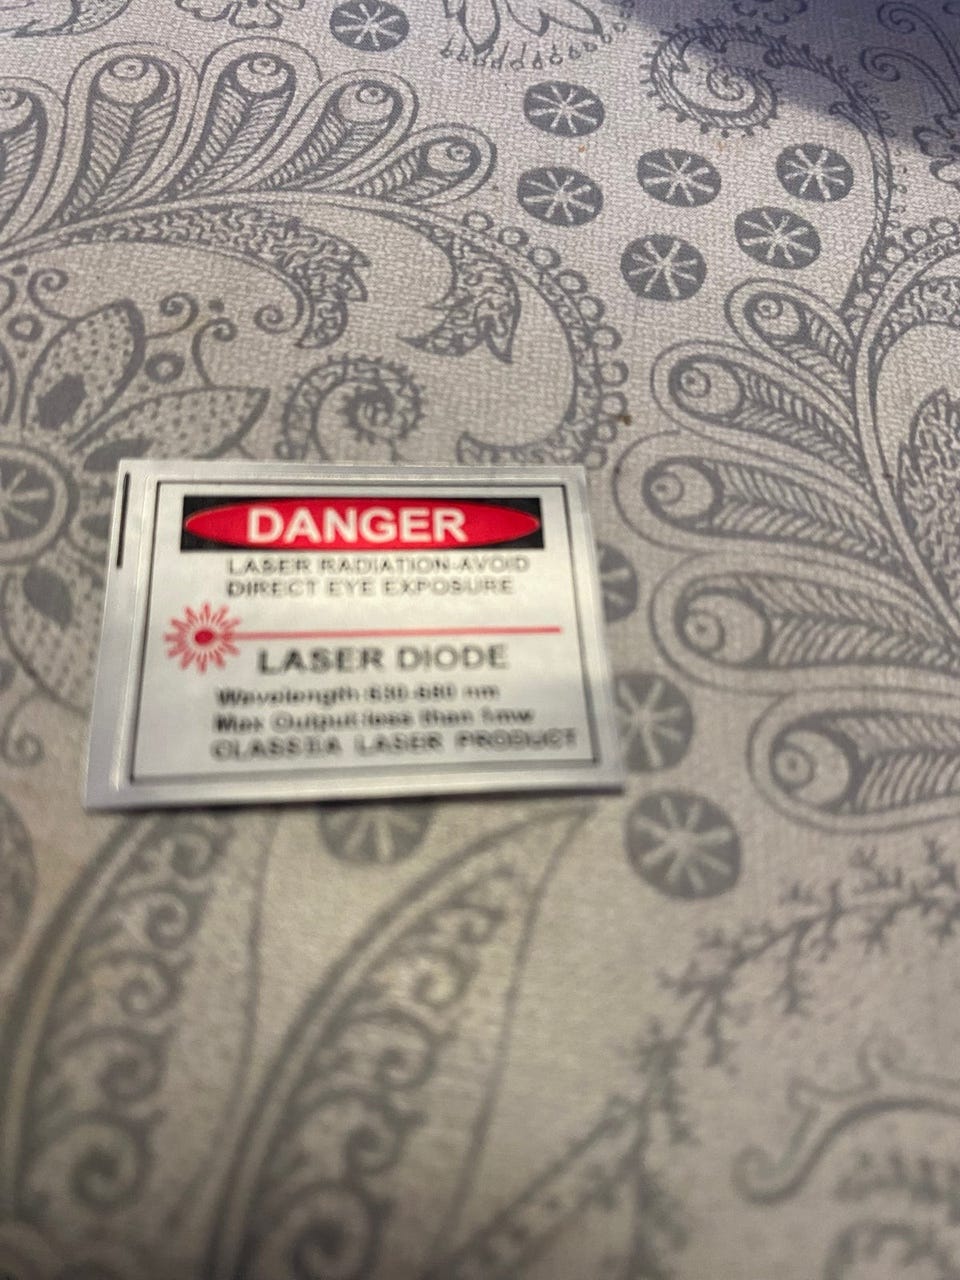 DANGER
LASER RADIATION-AVOID
DIRECT EYE EXPOSURE
LASER DIODE
Wavelength:630-680 nm
Max Output:less than 1mw
LASER PRODUCT